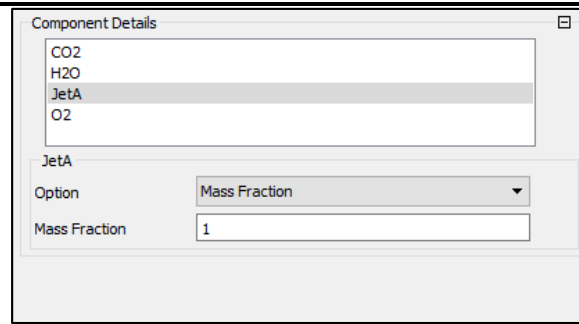 Component Details
CO2
H2O
JetA
O2
JetA
Option Mass Fraction
Mass Fraction 1